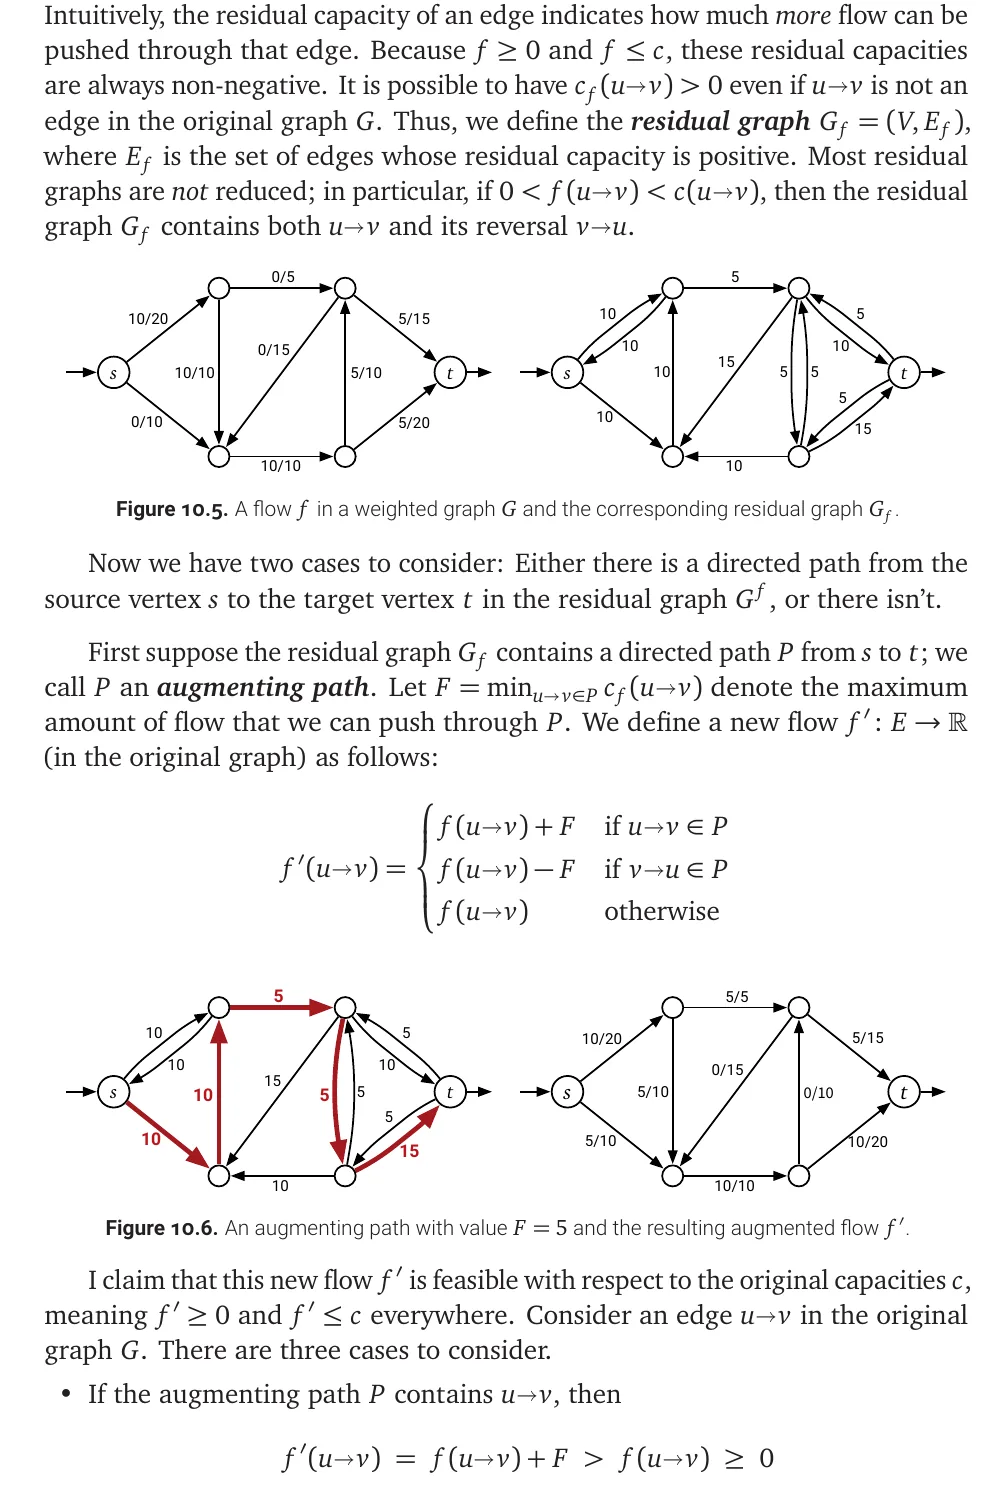 Intuitively, the residual capacity of an edge indicates how much more flow can be
pushed through that edge. Because f ≥ 0 and f ≤ c, these residual capacities
are always non-negative. It is possible to have c_f(u→v) > 0 even if u→v is not an
edge in the original graph G. Thus, we define the residual graph G_f = (V, E_f),
where E_f is the set of edges whose residual capacity is positive. Most residual
graphs are not reduced; in particular, if 0 < f(u→v) < c(u→v), then the residual
graph G_f contains both u→v and its reversal v→u.
0/5
10/20
5/15
0/15
s
10/10
5/10
t
0/10
5/20
10/10
5
10
5
10
10
15
s
10
5
5
t
5
10
15
10
Figure 10.5. A flow f in a weighted graph G and the corresponding residual graph G_f.
Now we have two cases to consider: Either there is a directed path from the
source vertex s to the target vertex t in the residual graph G^f, or there isn't.
First suppose the residual graph G_f contains a directed path P from s to t; we
call P an augmenting path. Let F = min_{u→v∈P} c_f(u→v) denote the maximum
amount of flow that we can push through P. We define a new flow f′: E → ℝ
(in the original graph) as follows:
f(u→v) + F if u→v ∈ P
f′(u→v) = { f(u→v) − F if v→u ∈ P
f(u→v) otherwise
5
10
5
10
10
15
s
10
5
5
t
5
10
15
10
5/5
10/20
5/15
0/15
s
5/10
0/10
t
5/10
10/20
10/10
Figure 10.6. An augmenting path with value F = 5 and the resulting augmented flow f′.
I claim that this new flow f′ is feasible with respect to the original capacities c,
meaning f′ ≥ 0 and f′ ≤ c everywhere. Consider an edge u→v in the original
graph G. There are three cases to consider.
• If the augmenting path P contains u→v, then
f′(u→v) = f(u→v) + F > f(u→v) ≥ 0